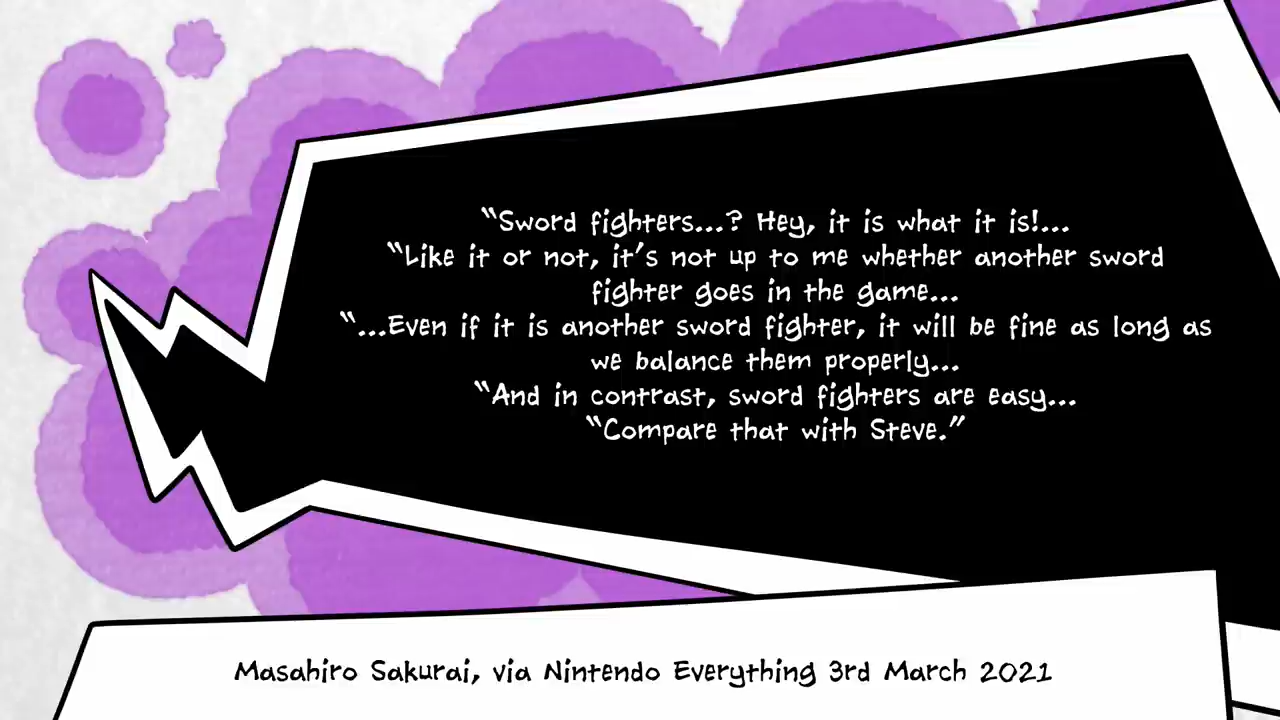 “Sword fighters...? Hey, it is what it is!...
“Like it or not, it’s not up to me whether another sword
fighter goes in the game...
“...Even if it is another sword fighter, it will be fine as long as
we balance them properly...
“And in contrast, sword fighters are easy...
“Compare that with Steve.”
Masahiro Sakurai, via Nintendo Everything 3rd March 2021